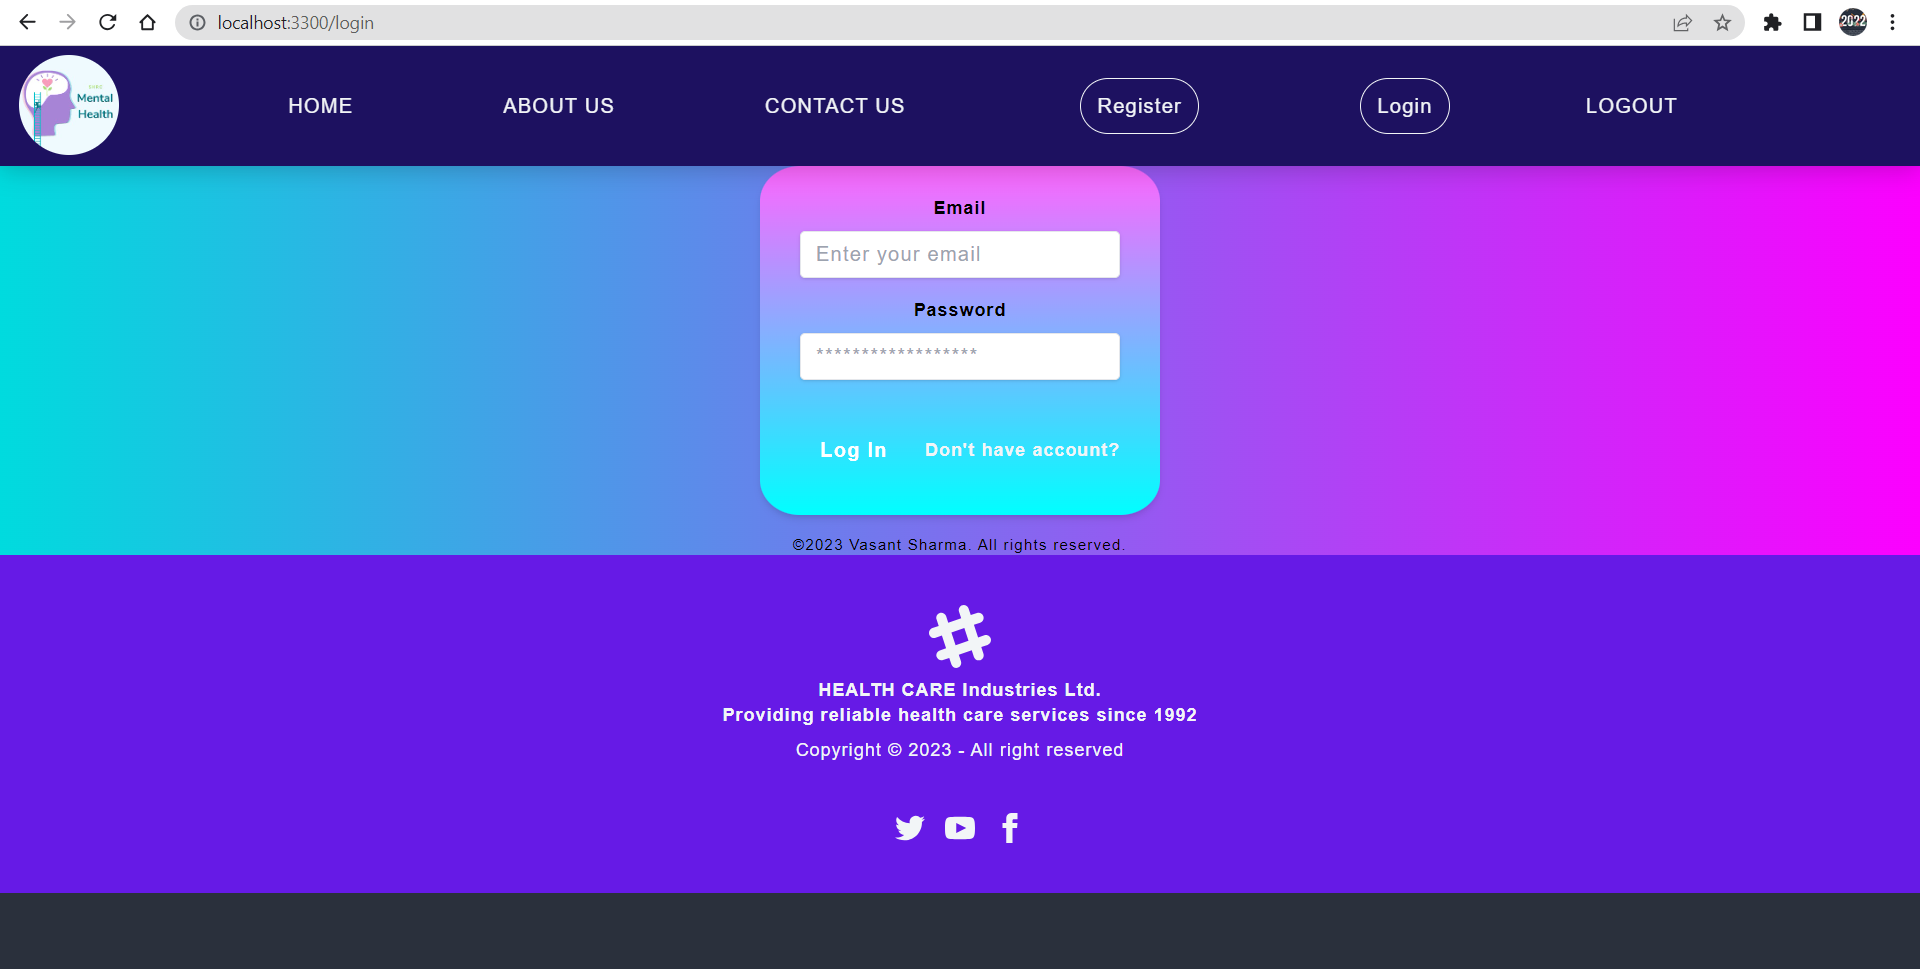 localhost:3300/login
2022
Mental
Health
HOME
ABOUT US
CONTACT US
Register
Login
LOGOUT
Email
Enter your email
Password
******************
Log In
Don't have account?
©2023 Vasant Sharma. All rights reserved.
HEALTH CARE Industries Ltd.
Providing reliable health care services since 1992
Copyright © 2023 - All right reserved